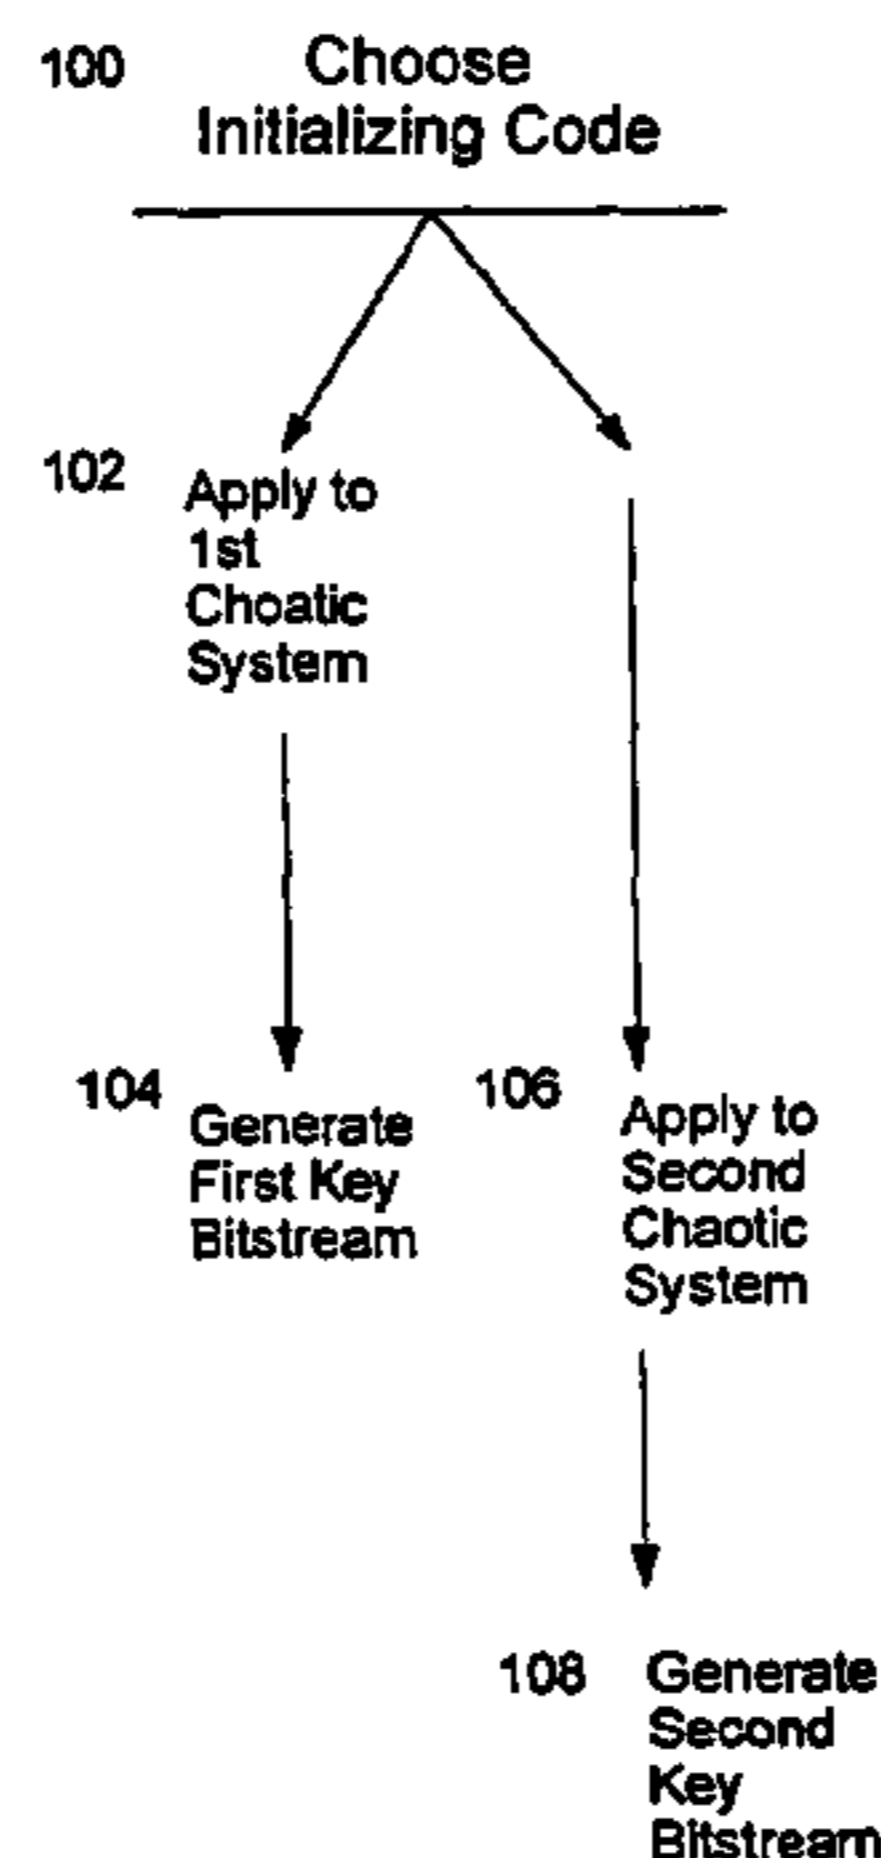 100
Choose
Initializing Code
102
Apply to
1st
Choatic
System
104
Generate
First Key
Bitstream
106
Apply to
Second
Chaotic
System
108
Generate
Second
Key
Bitstream